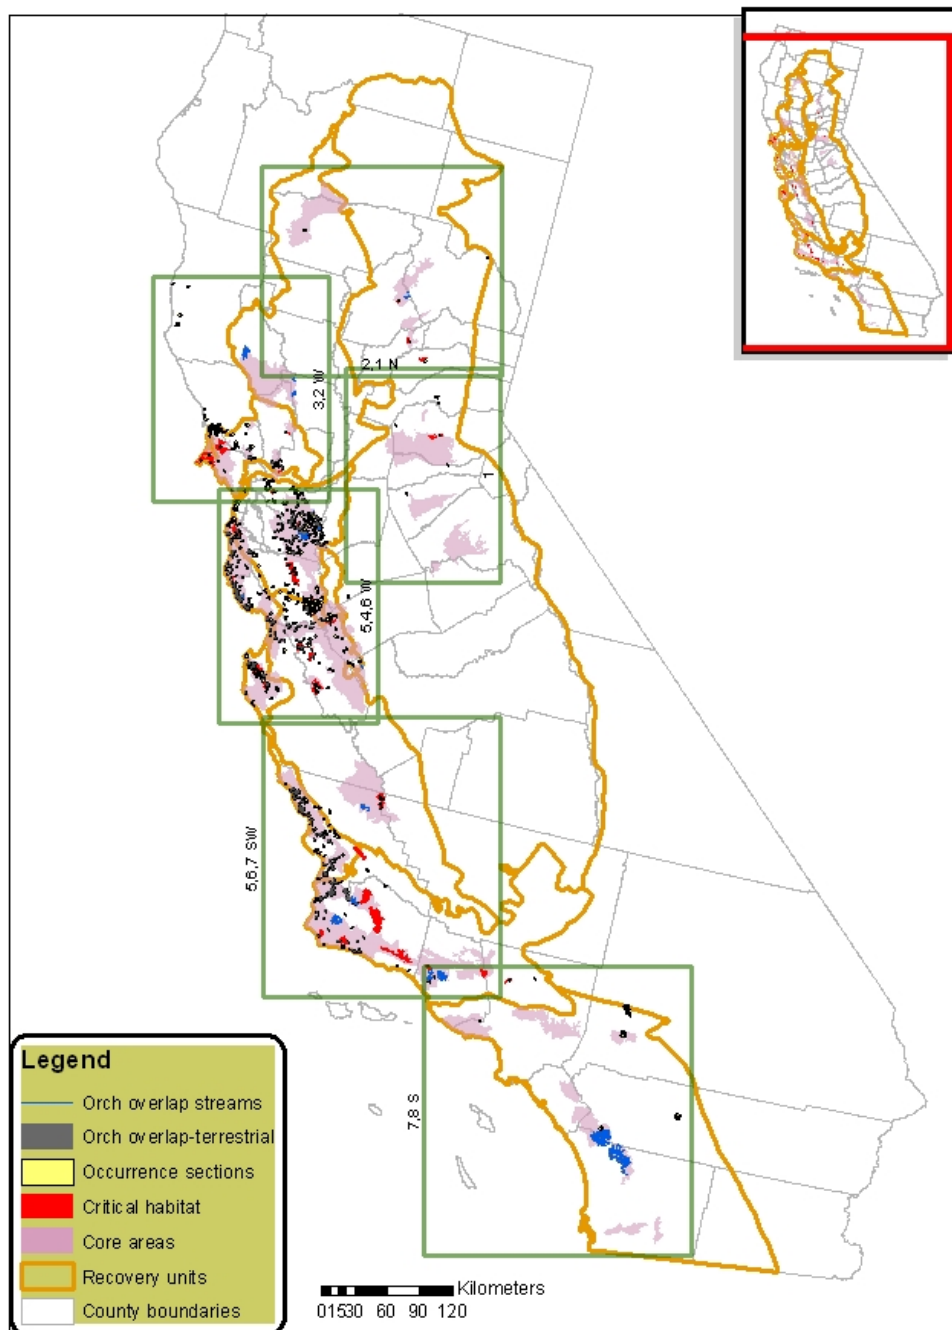 2,1 N
3,2 W
1
5,4,6 W
5,6,7 SW
7,8 S
Legend
Orch overlap streams
Orch overlap-terrestrial
Occurrence sections
Critical habitat
Core areas
Recovery units
County boundaries
Kilometers
01530 60 90 120